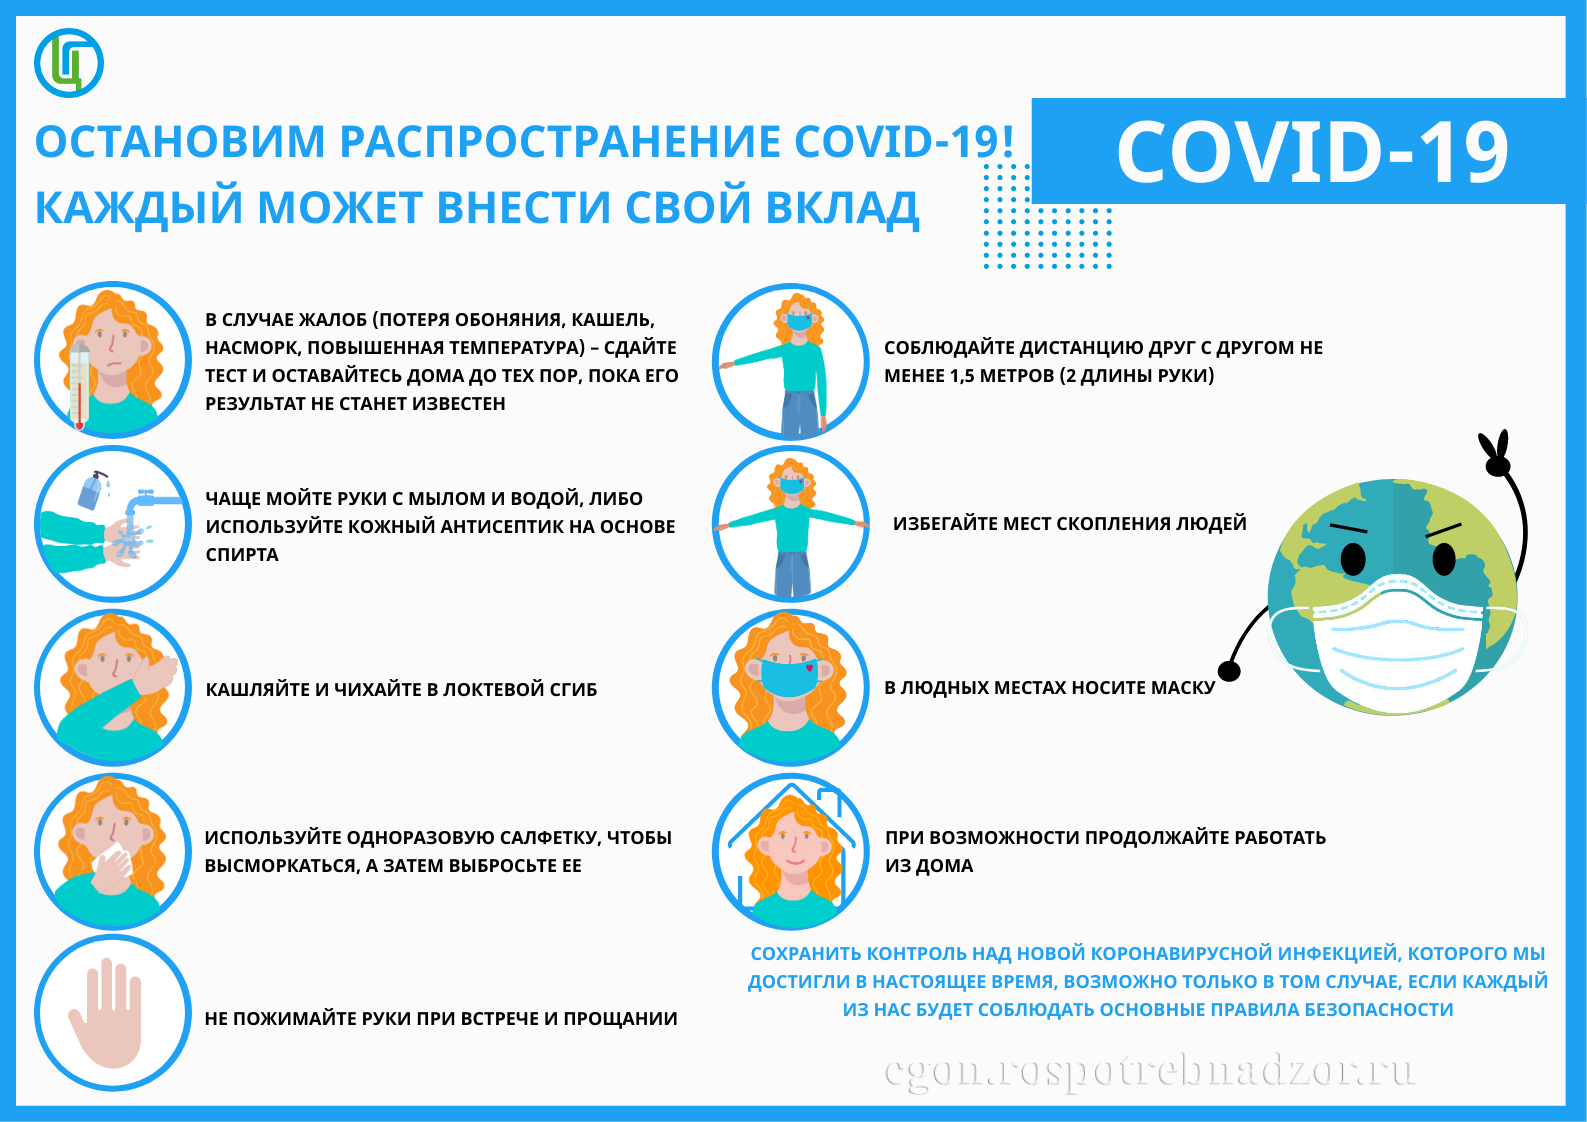 ОСТАНОВИМ РАСПРОСТРАНЕНИЕ COVID-19!
КАЖДЫЙ МОЖЕТ ВНЕСТИ СВОЙ ВКЛАД
COVID-19
В СЛУЧАЕ ЖАЛОБ (ПОТЕРЯ ОБОНЯНИЯ, КАШЕЛЬ,
НАСМОРК, ПОВЫШЕННАЯ ТЕМПЕРАТУРА) – СДАЙТЕ
ТЕСТ И ОСТАВАЙТЕСЬ ДОМА ДО ТЕХ ПОР, ПОКА ЕГО
РЕЗУЛЬТАТ НЕ СТАНЕТ ИЗВЕСТЕН
ЧАЩЕ МОЙТЕ РУКИ С МЫЛОМ И ВОДОЙ, ЛИБО
ИСПОЛЬЗУЙТЕ КОЖНЫЙ АНТИСЕПТИК НА ОСНОВЕ
СПИРТА
КАШЛЯЙТЕ И ЧИХАЙТЕ В ЛОКТЕВОЙ СГИБ
ИСПОЛЬЗУЙТЕ ОДНОРАЗОВУЮ САЛФЕТКУ, ЧТОБЫ
ВЫСМОРКАТЬСЯ, А ЗАТЕМ ВЫБРОСЬТЕ ЕЕ
НЕ ПОЖИМАЙТЕ РУКИ ПРИ ВСТРЕЧЕ И ПРОЩАНИИ
СОБЛЮДАЙТЕ ДИСТАНЦИЮ ДРУГ С ДРУГОМ НЕ
МЕНЕЕ 1,5 МЕТРОВ (2 ДЛИНЫ РУКИ)
ИЗБЕГАЙТЕ МЕСТ СКОПЛЕНИЯ ЛЮДЕЙ
В ЛЮДНЫХ МЕСТАХ НОСИТЕ МАСКУ
ПРИ ВОЗМОЖНОСТИ ПРОДОЛЖАЙТЕ РАБОТАТЬ
ИЗ ДОМА
СОХРАНИТЬ КОНТРОЛЬ НАД НОВОЙ КОРОНАВИРУСНОЙ ИНФЕКЦИЕЙ, КОТОРОГО МЫ
ДОСТИГЛИ В НАСТОЯЩЕЕ ВРЕМЯ, ВОЗМОЖНО ТОЛЬКО В ТОМ СЛУЧАЕ, ЕСЛИ КАЖДЫЙ
ИЗ НАС БУДЕТ СОБЛЮДАТЬ ОСНОВНЫЕ ПРАВИЛА БЕЗОПАСНОСТИ
cgon.rospotrebnadzor.ru